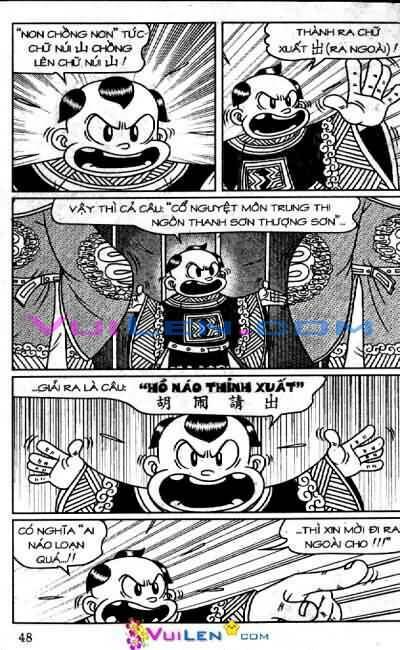 "NON CHỒNG NON" TỨC
CHỮ NÚI 山 CHỒNG
LÊN CHỮ NÚI 山 !
THÀNH RA CHỮ
XUẤT 出 (RA NGOÀI) !
VẬY THÌ CẢ CÂU: "CỔ NGUYỆT MÔN TRUNG THỊ
NGÔN THANH SƠN THƯỢNG SƠN"...
VUILEN.COM
...GIẢI RA LÀ CÂU: "HỒ NÁO THỈNH XUẤT"
胡 鬧 請 出
CÓ NGHĨA "AI
NÁO LOẠN
QUÁ...!!
...THÌ XIN MỜI ĐI RA
NGOÀI CHO !!!"
48
VUILEN.COM